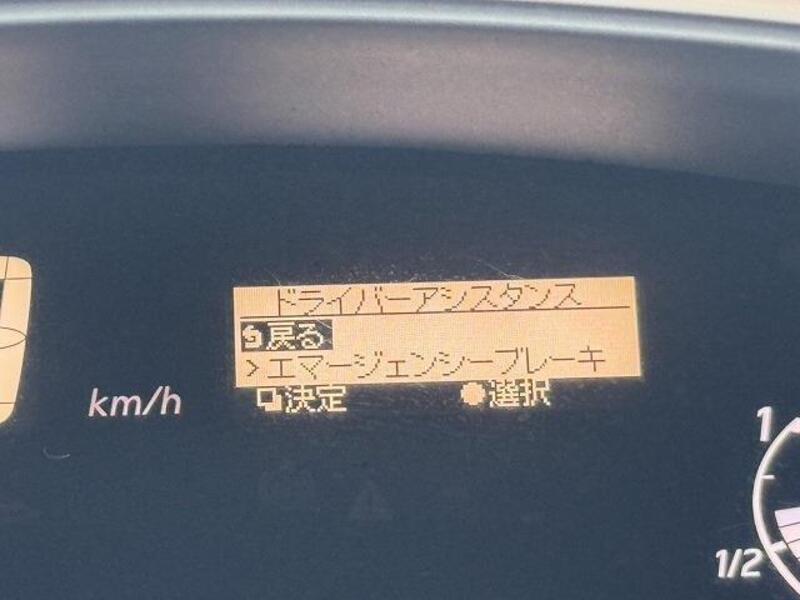 ドライバーアシスタンス
戻る
>エマージェンシーブレーキ
決定 選択
km/h
1
1/2